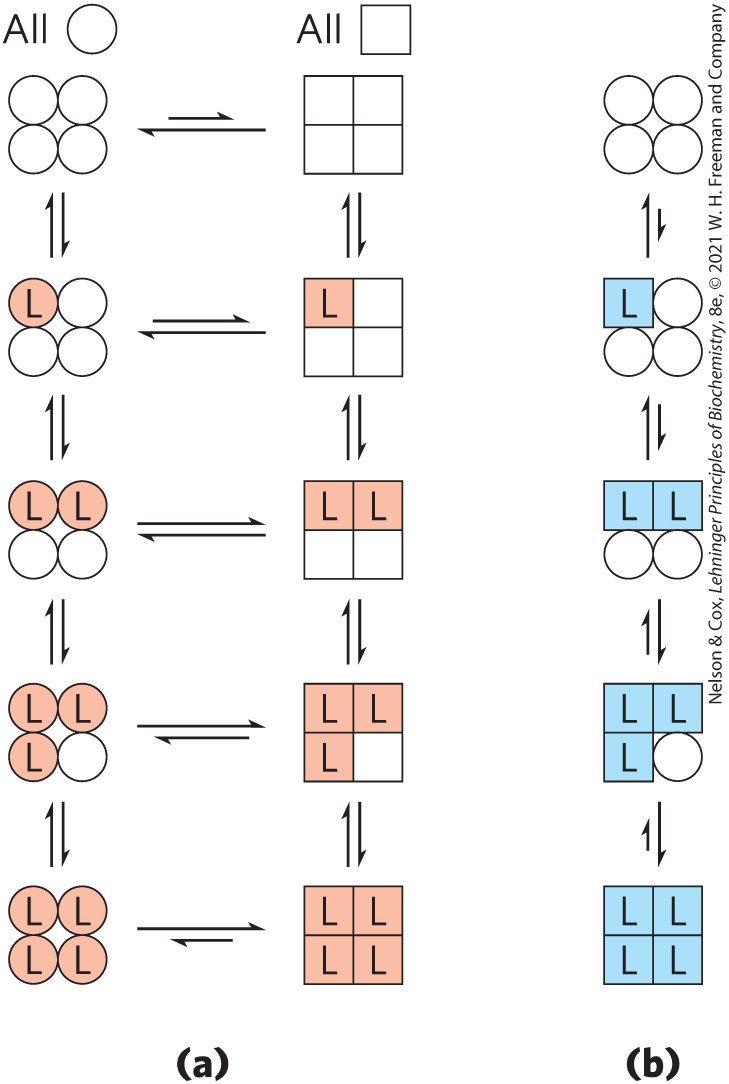 All
All
L
L
L
L L
L L
L L
L L
L L
L L
L
L
L
L L
L L
L L
L L
L L
L L
(a)
(b)
Nelson & Cox, Lehninger Principles of Biochemistry, 8e, © 2021 W. H. Freeman and Company